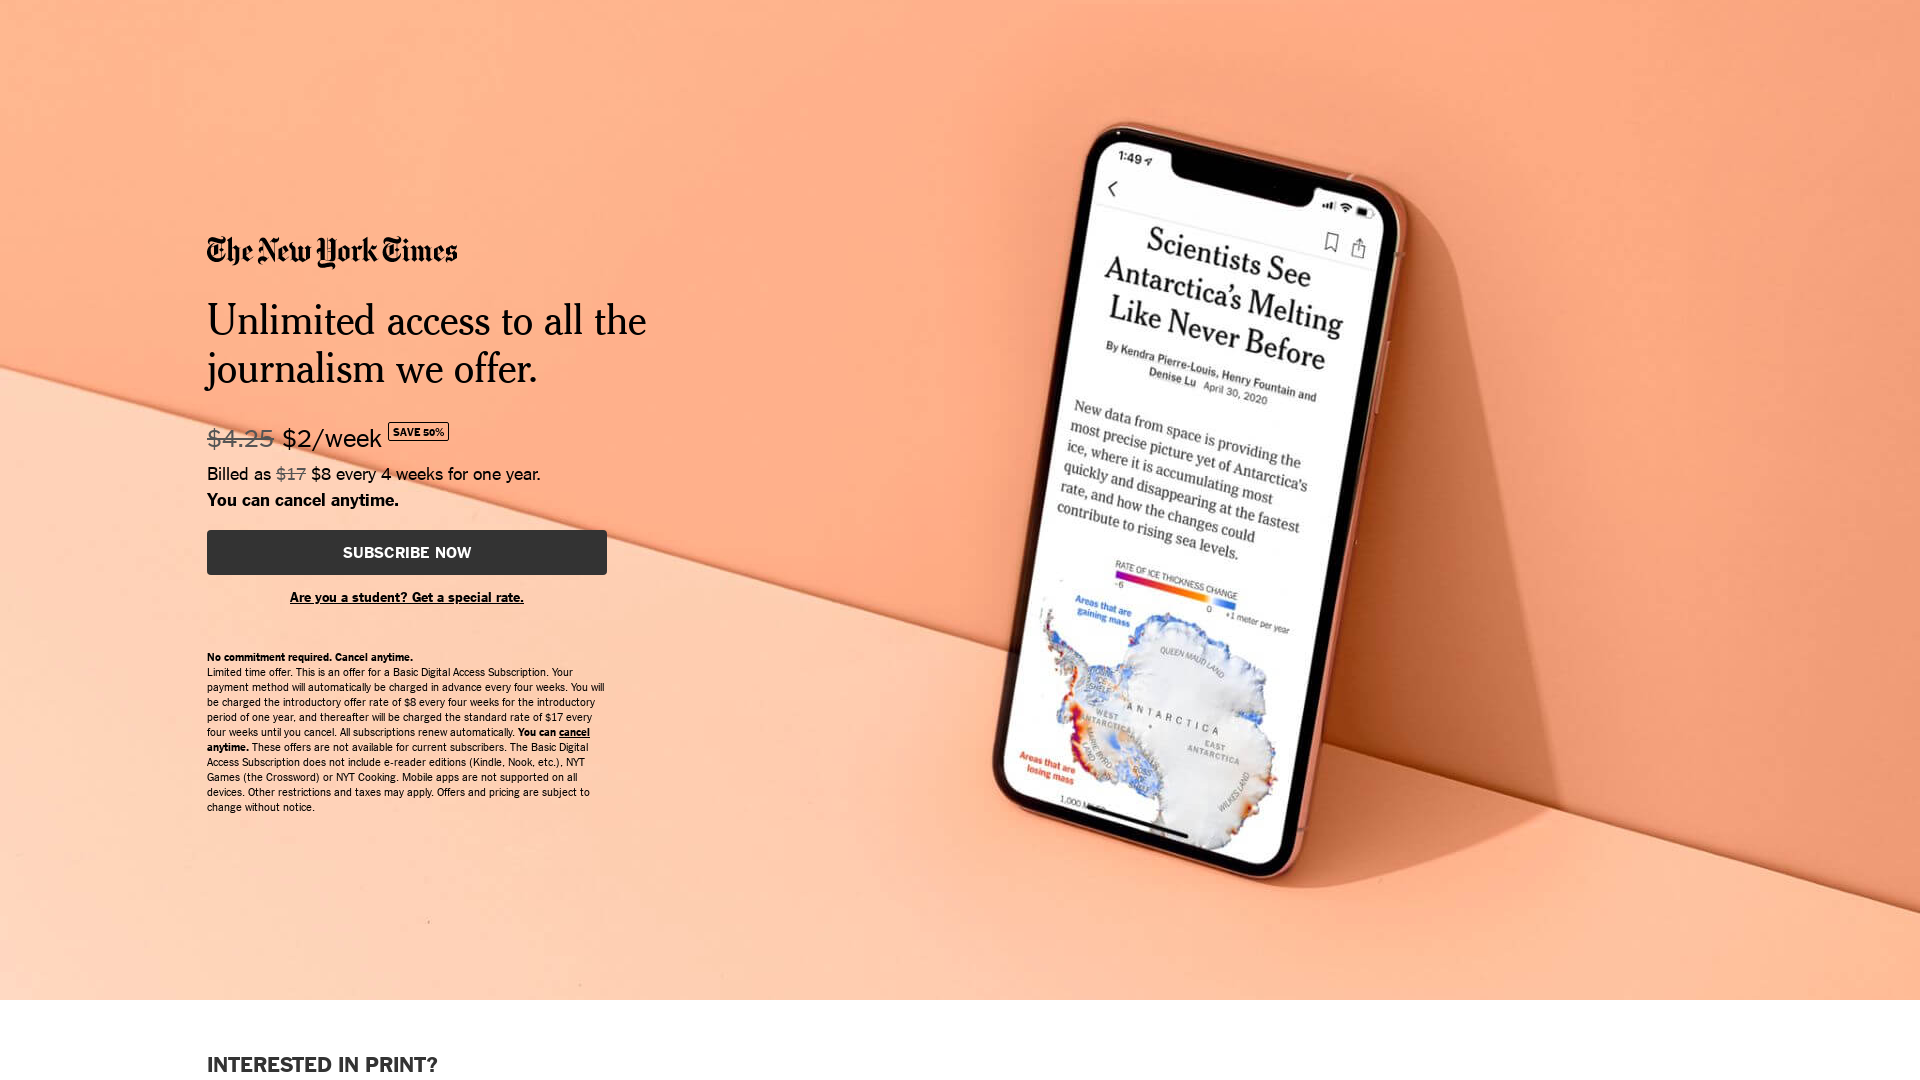 The New York Times
Unlimited access to all the
journalism we offer.
$4.25 $2/week SAVE 50%
Billed as $17 $8 every 4 weeks for one year.
You can cancel anytime.
SUBSCRIBE NOW
Are you a student? Get a special rate.
No commitment required. Cancel anytime.
Limited time offer. This is an offer for a Basic Digital Access Subscription. Your
payment method will automatically be charged in advance every four weeks. You will
be charged the introductory offer rate of $8 every four weeks for the introductory
period of one year, and thereafter will be charged the standard rate of $17 every
four weeks until you cancel. All subscriptions renew automatically. You can cancel
anytime. These offers are not available for current subscribers. The Basic Digital
Access Subscription does not include e-reader editions (Kindle, Nook, etc.), NYT
Games (the Crossword) or NYT Cooking. Mobile apps are not supported on all
devices. Other restrictions and taxes may apply. Offers and pricing are subject to
change without notice.
1:49
Scientists See
Antarctica's Melting
Like Never Before
By Kendra Pierre-Louis, Henry Fountain and
Denise Lu April 30, 2020
New data from space is providing the
most precise picture yet of Antarctica's
ice, where it is accumulating most
quickly and disappearing at the fastest
rate, and how the changes could
contribute to rising sea levels.
RATE OF ICE THICKNESS CHANGE
-6 0 +1 meter per year
Areas that are
gaining mass
QUEEN MAUD LAND
ICE
SHELF
ANTARCTICA
WEST
ANTARCTICA
EAST
ANTARCTICA
MARIE BYRD
LAND
WILKES LAND
Areas that are
losing mass
1,000
INTERESTED IN PRINT?